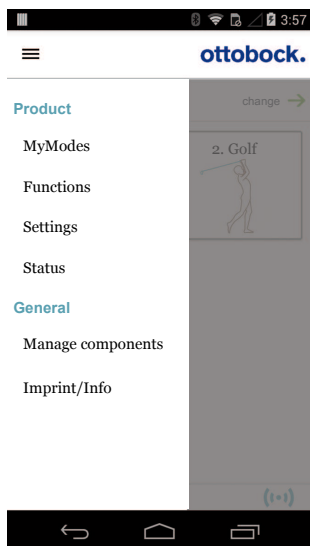 3:57
ottobock.
change
Product
MyModes
2. Golf
Functions
Settings
Status
General
Manage components
Imprint/Info